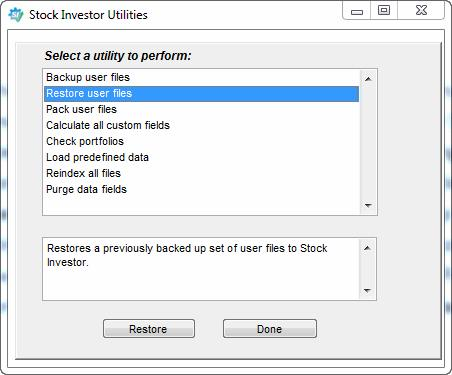 Stock Investor Utilities
Select a utility to perform:
Backup user files
Restore user files
Pack user files
Calculate all custom fields
Check portfolios
Load predefined data
Reindex all files
Purge data fields
Restores a previously backed up set of user files to Stock
Investor.
Restore Done